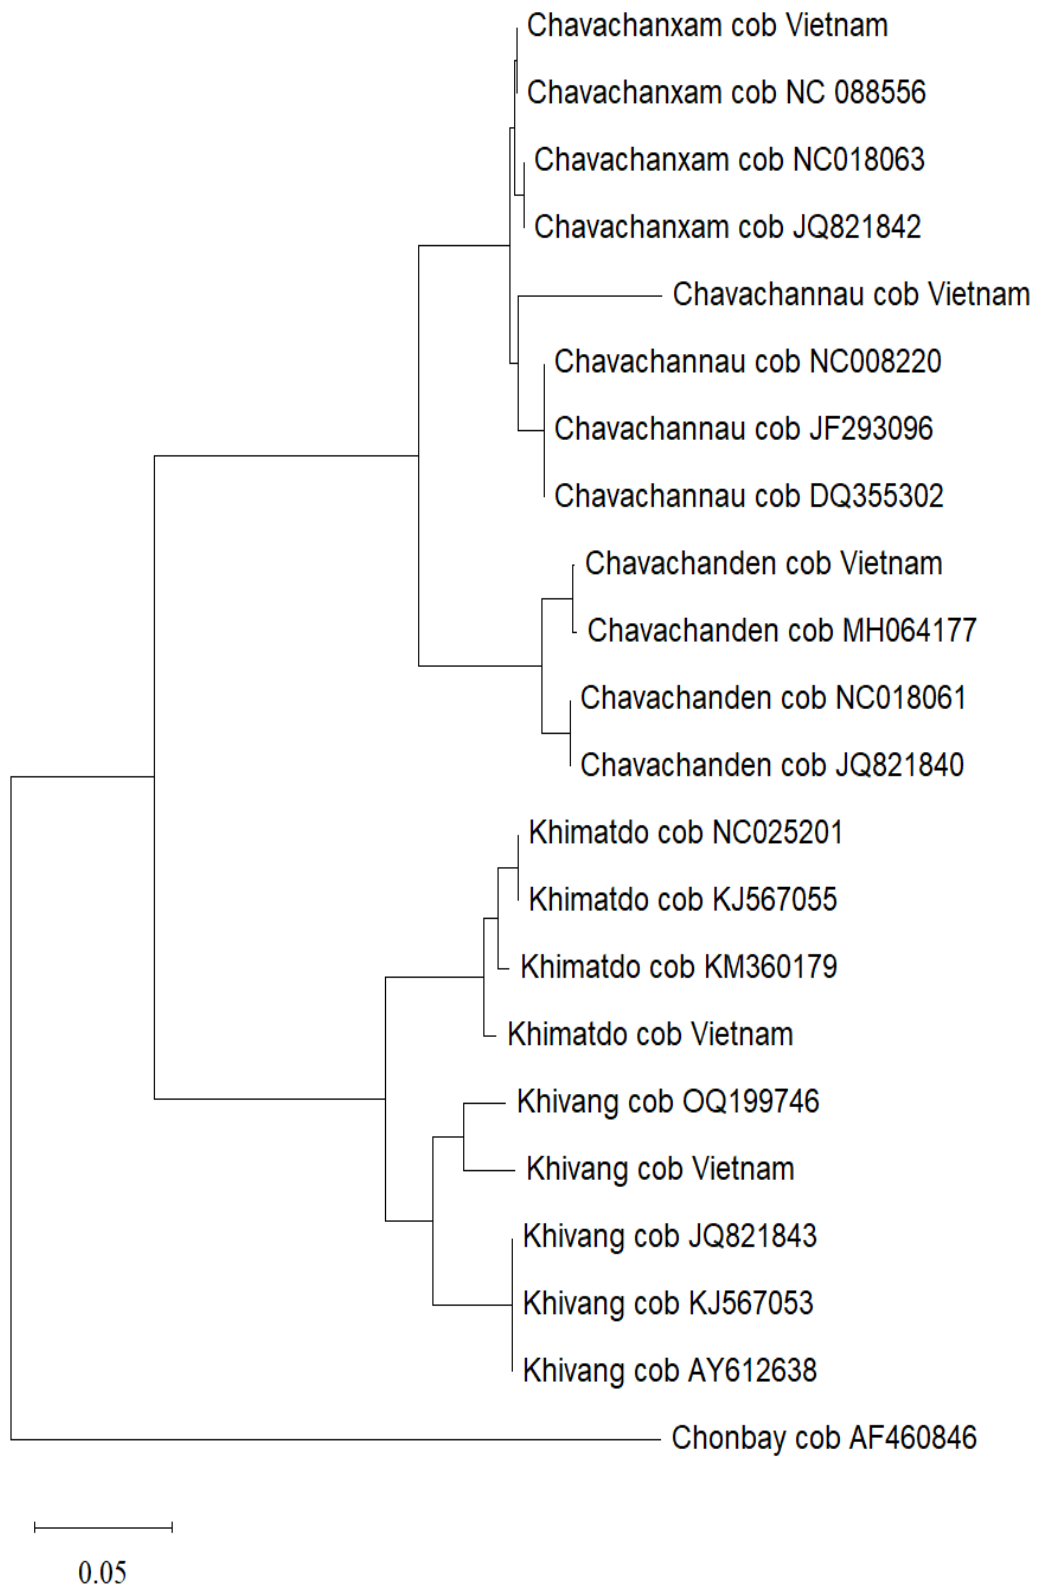 Chavachanxam cob Vietnam
Chavachanxam cob NC 088556
Chavachanxam cob NC018063
Chavachanxam cob JQ821842
Chavachannau cob Vietnam
Chavachannau cob NC008220
Chavachannau cob JF293096
Chavachannau cob DQ355302
Chavachanden cob Vietnam
Chavachanden cob MH064177
Chavachanden cob NC018061
Chavachanden cob JQ821840
Khimatdo cob NC025201
Khimatdo cob KJ567055
Khimatdo cob KM360179
Khimatdo cob Vietnam
Khivang cob OQ199746
Khivang cob Vietnam
Khivang cob JQ821843
Khivang cob KJ567053
Khivang cob AY612638
Chonbay cob AF460846
0.05